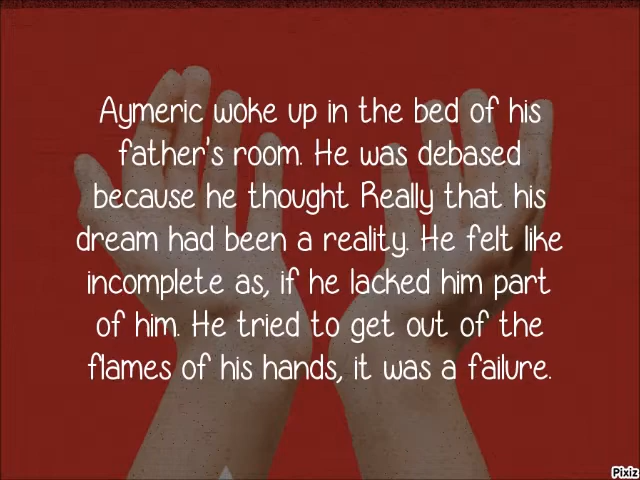 Aymeric woke up in the bed of his
father's room. He was debased
because he thought Really that his
dream had been a reality. He felt like
incomplete as, if he lacked him part
of him. He tried to get out of the
flames of his hands, it was a failure.
Pixiz